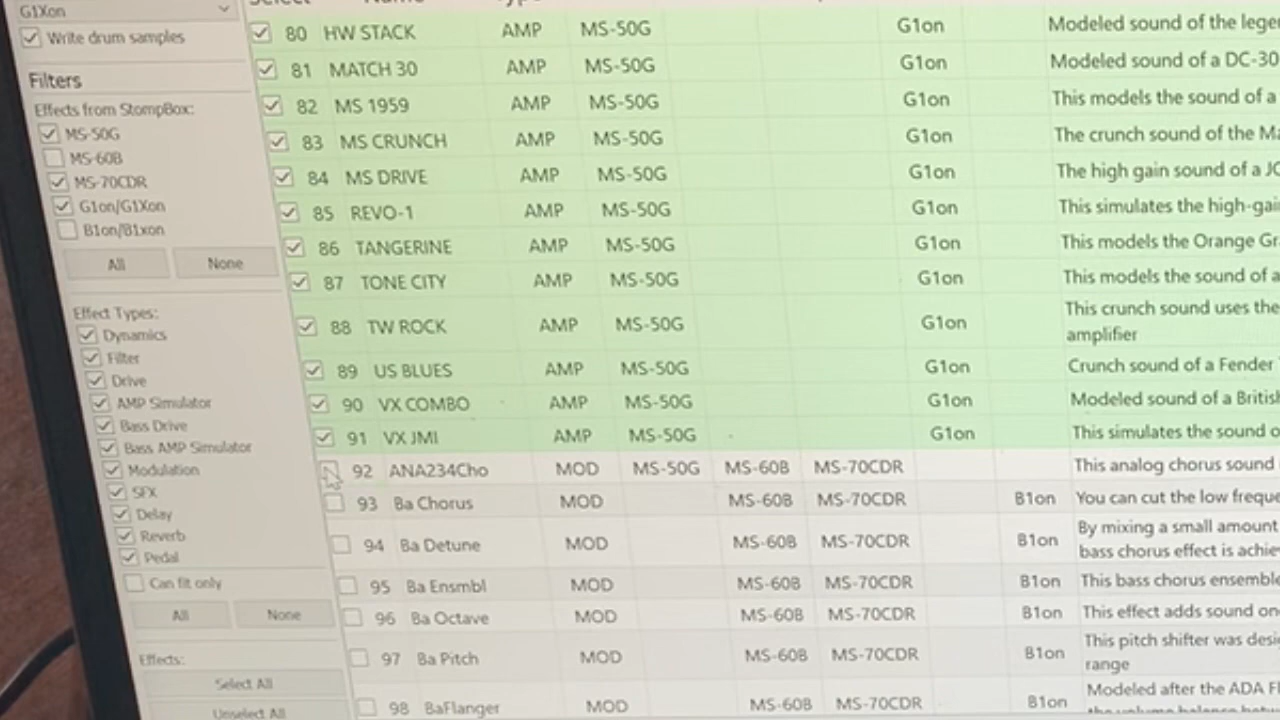 G1Xon
Write drum samples
Filters
Effects from StompBox:
MS-50G
MS-60B
MS-70CDR
G1on/G1Xon
B1on/B1xon
All None
Effect Types:
Dynamics
Filter
Drive
AMP Simulator
Bass Drive
Bass AMP Simulator
Modulation
SFX
Delay
Reverb
Pedal
Can fit only
All None
Effects:
Select All
Unselect All
80 HW STACK AMP MS-50G G1on Modeled sound of the lege
81 MATCH 30 AMP MS-50G G1on Modeled sound of a DC-30
82 MS 1959 AMP MS-50G G1on This models the sound of a
83 MS CRUNCH AMP MS-50G G1on The crunch sound of the Ma
84 MS DRIVE AMP MS-50G G1on The high gain sound of a JC
85 REVO-1 AMP MS-50G G1on This simulates the high-gai
86 TANGERINE AMP MS-50G G1on This models the Orange Gr
87 TONE CITY AMP MS-50G G1on This models the sound of a
88 TW ROCK AMP MS-50G G1on This crunch sound uses the
amplifier
89 US BLUES AMP MS-50G G1on Crunch sound of a Fender
90 VX COMBO AMP MS-50G G1on Modeled sound of a British
91 VX JMI AMP MS-50G G1on This simulates the sound o
92 ANA234Cho MOD MS-50G MS-60B MS-70CDR This analog chorus sound
93 Ba Chorus MOD MS-60B MS-70CDR B1on You can cut the low freque
94 Ba Detune MOD MS-60B MS-70CDR B1on By mixing a small amount
bass chorus effect is achiev
95 Ba Ensmbl MOD MS-60B MS-70CDR B1on This bass chorus ensemble
96 Ba Octave MOD MS-60B MS-70CDR B1on This effect adds sound on
97 Ba Pitch MOD MS-60B MS-70CDR B1on This pitch shifter was desig
range
98 BaFlanger MOD MS-60B MS-70CDR B1on Modeled after the ADA Fl